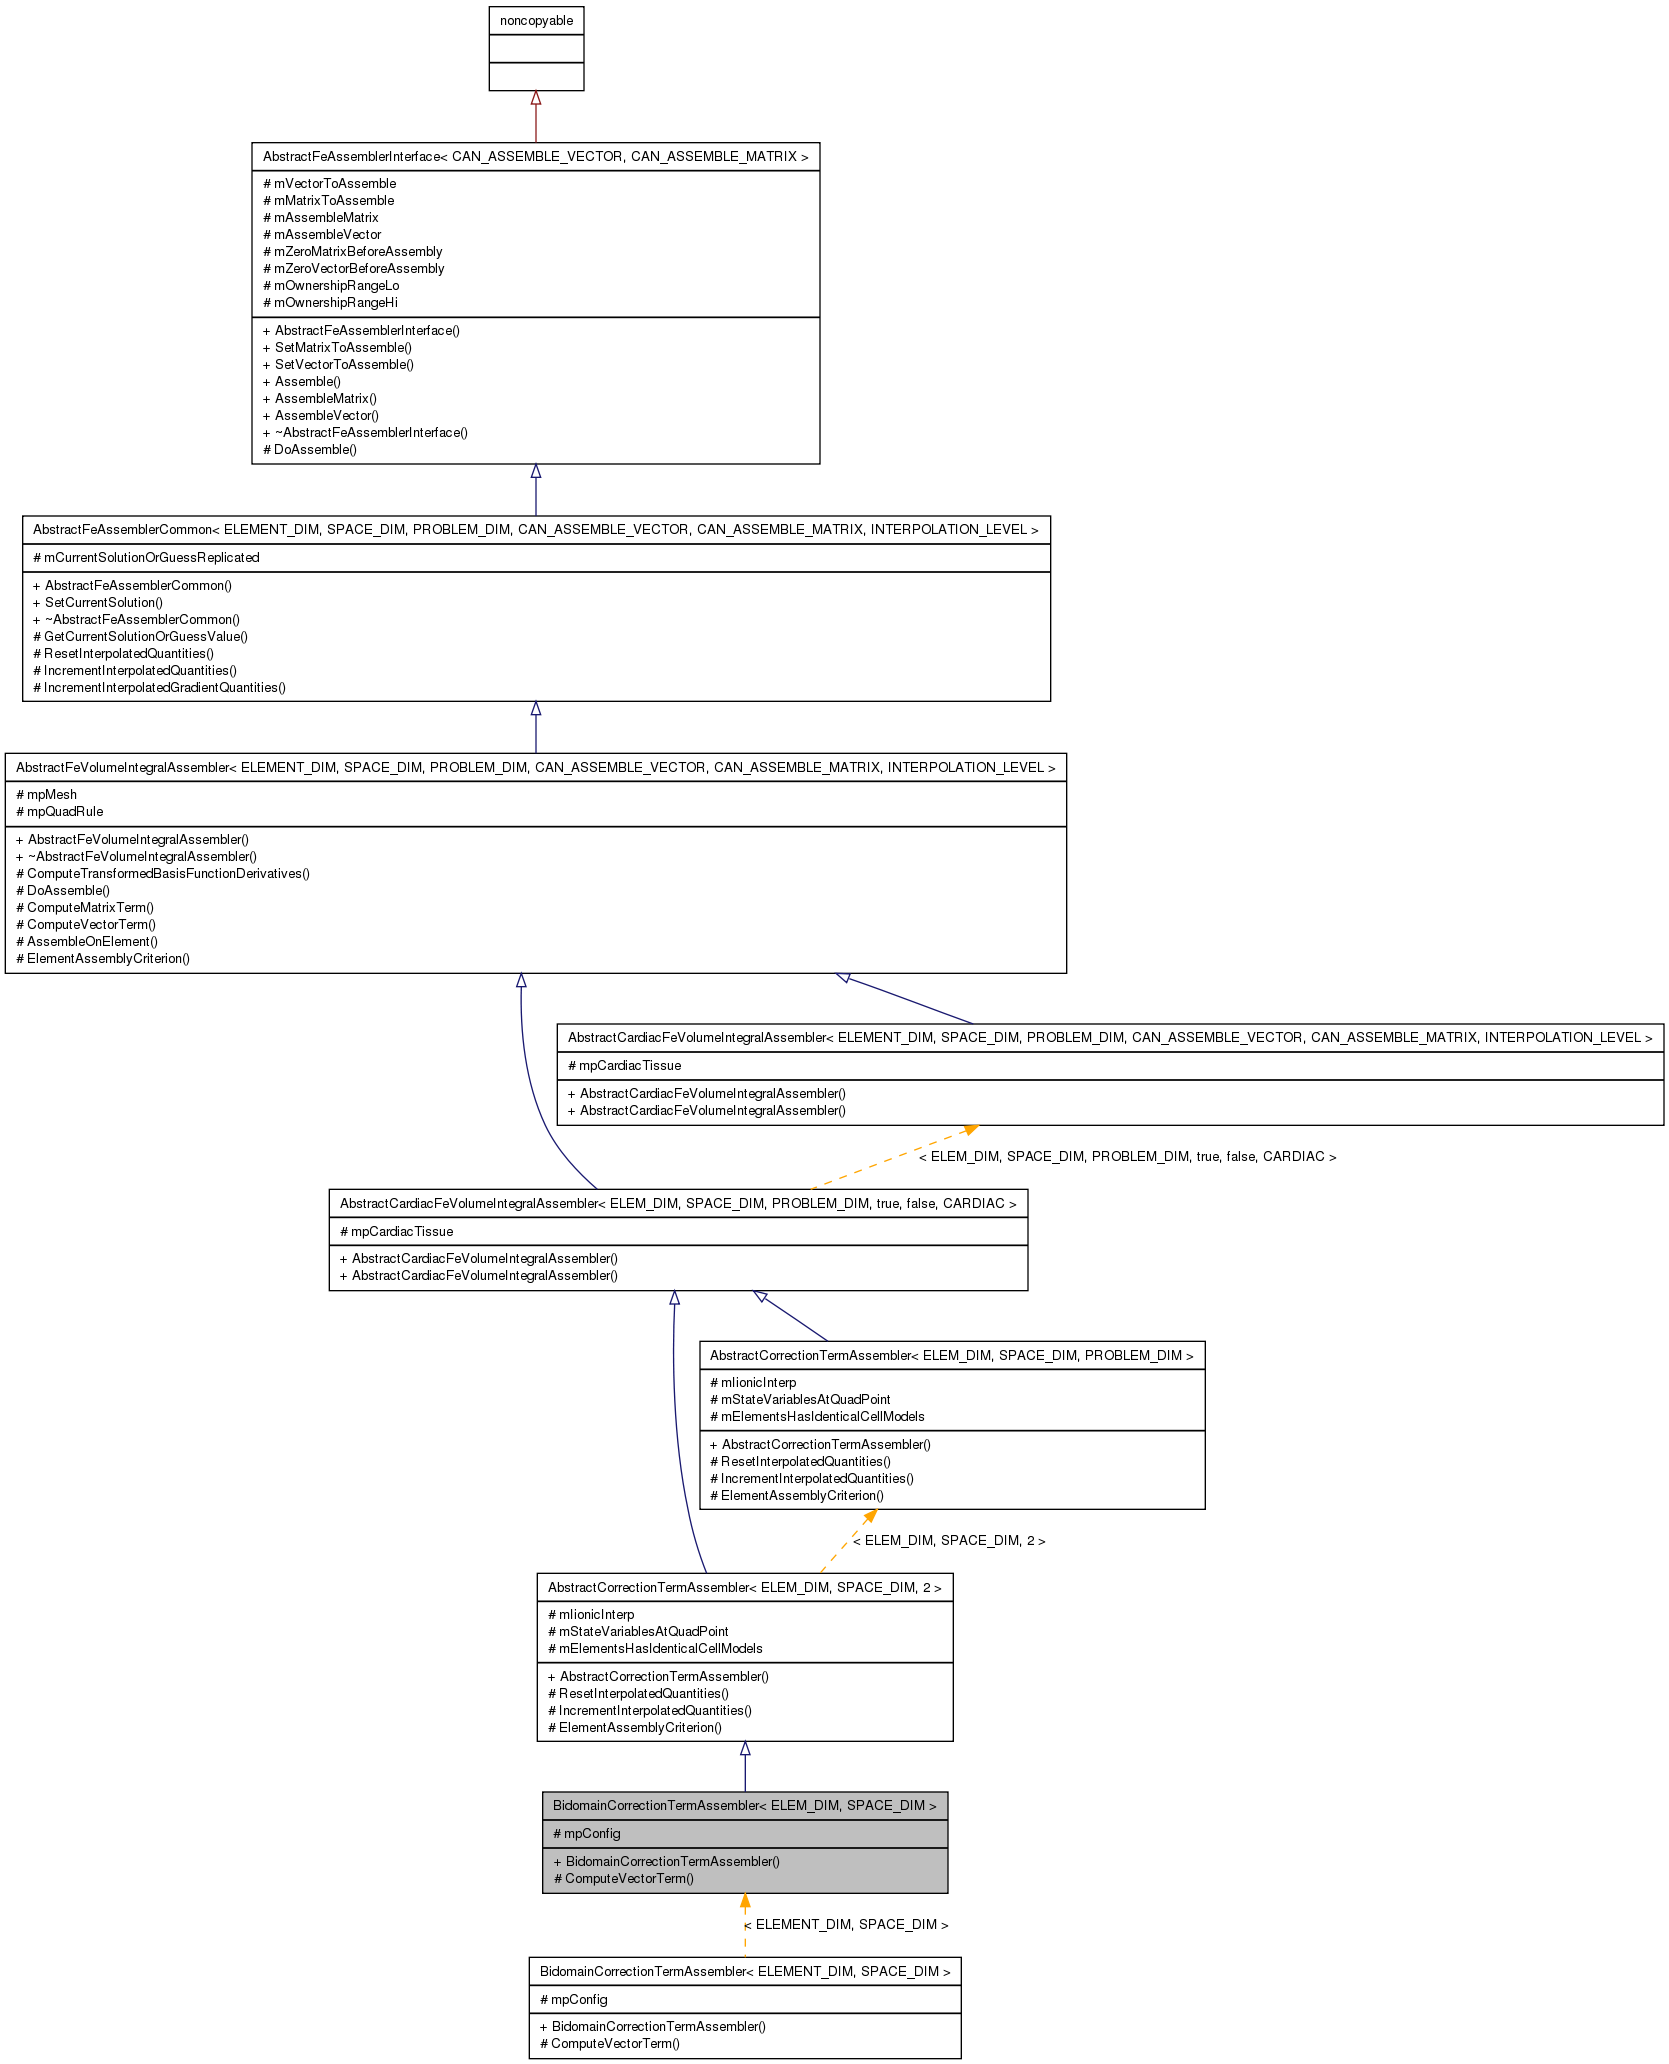 noncopyable
AbstractFeAssemblerInterface< CAN_ASSEMBLE_VECTOR, CAN_ASSEMBLE_MATRIX >
# mVectorToAssemble
# mMatrixToAssemble
# mAssembleMatrix
# mAssembleVector
# mZeroMatrixBeforeAssembly
# mZeroVectorBeforeAssembly
# mOwnershipRangeLo
# mOwnershipRangeHi
+ AbstractFeAssemblerInterface()
+ SetMatrixToAssemble()
+ SetVectorToAssemble()
+ Assemble()
+ AssembleMatrix()
+ AssembleVector()
+ ~AbstractFeAssemblerInterface()
# DoAssemble()
AbstractFeAssemblerCommon< ELEMENT_DIM, SPACE_DIM, PROBLEM_DIM, CAN_ASSEMBLE_VECTOR, CAN_ASSEMBLE_MATRIX, INTERPOLATION_LEVEL >
# mCurrentSolutionOrGuessReplicated
+ AbstractFeAssemblerCommon()
+ SetCurrentSolution()
+ ~AbstractFeAssemblerCommon()
# GetCurrentSolutionOrGuessValue()
# ResetInterpolatedQuantities()
# IncrementInterpolatedQuantities()
# IncrementInterpolatedGradientQuantities()
AbstractFeVolumeIntegralAssembler< ELEMENT_DIM, SPACE_DIM, PROBLEM_DIM, CAN_ASSEMBLE_VECTOR, CAN_ASSEMBLE_MATRIX, INTERPOLATION_LEVEL >
# mpMesh
# mpQuadRule
+ AbstractFeVolumeIntegralAssembler()
+ ~AbstractFeVolumeIntegralAssembler()
# ComputeTransformedBasisFunctionDerivatives()
# DoAssemble()
# ComputeMatrixTerm()
# ComputeVectorTerm()
# AssembleOnElement()
# ElementAssemblyCriterion()
AbstractCardiacFeVolumeIntegralAssembler< ELEMENT_DIM, SPACE_DIM, PROBLEM_DIM, CAN_ASSEMBLE_VECTOR, CAN_ASSEMBLE_MATRIX, INTERPOLATION_LEVEL >
# mpCardiacTissue
+ AbstractCardiacFeVolumeIntegralAssembler()
+ AbstractCardiacFeVolumeIntegralAssembler()
< ELEM_DIM, SPACE_DIM, PROBLEM_DIM, true, false, CARDIAC >
AbstractCardiacFeVolumeIntegralAssembler< ELEM_DIM, SPACE_DIM, PROBLEM_DIM, true, false, CARDIAC >
# mpCardiacTissue
+ AbstractCardiacFeVolumeIntegralAssembler()
+ AbstractCardiacFeVolumeIntegralAssembler()
AbstractCorrectionTermAssembler< ELEM_DIM, SPACE_DIM, PROBLEM_DIM >
# mIionicInterp
# mStateVariablesAtQuadPoint
# mElementsHasIdenticalCellModels
+ AbstractCorrectionTermAssembler()
# ResetInterpolatedQuantities()
# IncrementInterpolatedQuantities()
# ElementAssemblyCriterion()
< ELEM_DIM, SPACE_DIM, 2 >
AbstractCorrectionTermAssembler< ELEM_DIM, SPACE_DIM, 2 >
# mIionicInterp
# mStateVariablesAtQuadPoint
# mElementsHasIdenticalCellModels
+ AbstractCorrectionTermAssembler()
# ResetInterpolatedQuantities()
# IncrementInterpolatedQuantities()
# ElementAssemblyCriterion()
BidomainCorrectionTermAssembler< ELEM_DIM, SPACE_DIM >
# mpConfig
+ BidomainCorrectionTermAssembler()
# ComputeVectorTerm()
< ELEMENT_DIM, SPACE_DIM >
BidomainCorrectionTermAssembler< ELEMENT_DIM, SPACE_DIM >
# mpConfig
+ BidomainCorrectionTermAssembler()
# ComputeVectorTerm()